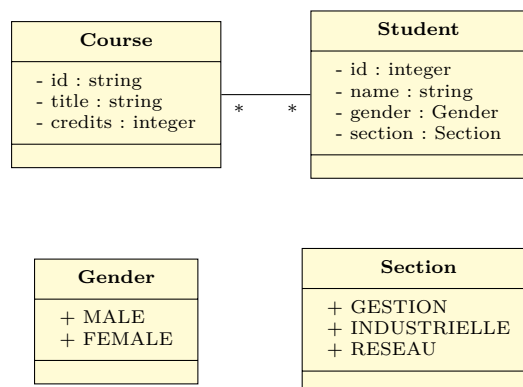 Course
- id : string
- title : string
- credits : integer
* *
Student
- id : integer
- name : string
- gender : Gender
- section : Section
Gender
+ MALE
+ FEMALE
Section
+ GESTION
+ INDUSTRIELLE
+ RESEAU